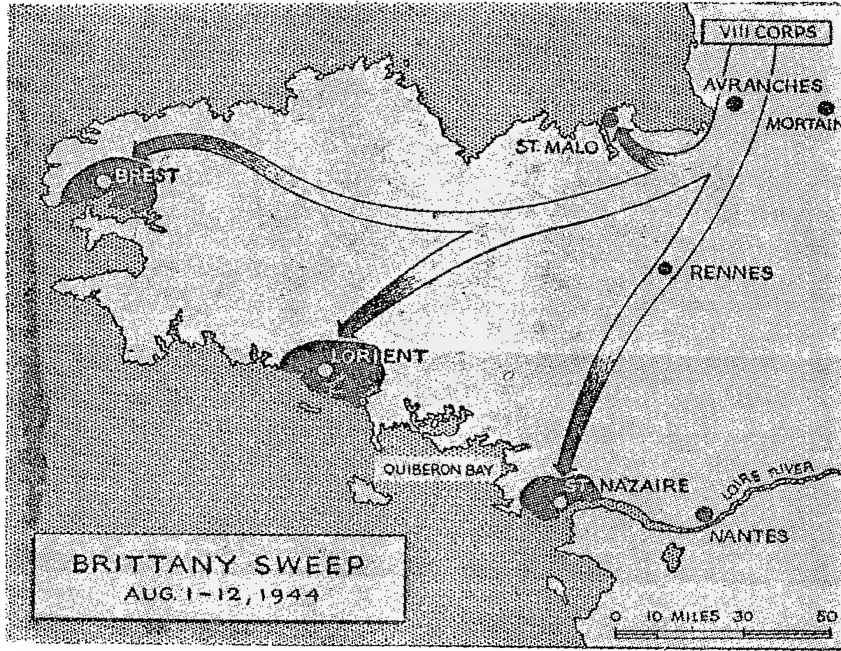 VIII CORPS
AVRANCHES
MORTAIN
ST. MALO
BREST
RENNES
LORIENT
QUIBERON BAY
ST. NAZAIRE
LOIRE RIVER
NANTES
BRITTANY SWEEP
AUG. 1-12, 1944
0 10 MILES 30 50